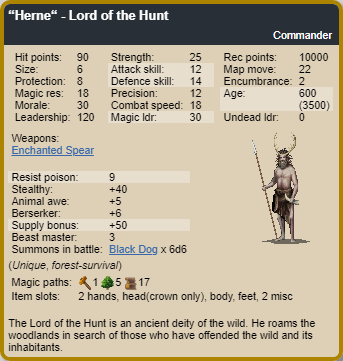 “Herne“ - Lord of the Hunt
Commander
Hit points: 90 Strength: 25 Rec points: 10000
Size: 6 Attack skill: 12 Map move: 22
Protection: 8 Defence skill: 14 Encumbrance: 2
Magic res: 18 Precision: 12 Age: 600
Morale: 30 Combat speed: 18 (3500)
Leadership: 120 Magic ldr: 30 Undead ldr: 0
Weapons:
Enchanted Spear
Resist poison: 9
Stealthy: +40
Animal awe: +5
Berserker: +6
Supply bonus: +50
Beast master: 3
Summons in battle: Black Dog x 6d6
(Unique, forest-survival)
Magic paths: 1 5 17
Item slots: 2 hands, head(crown only), body, feet, 2 misc
The Lord of the Hunt is an ancient deity of the wild. He roams the
woodlands in search of those who have offended the wild and its
inhabitants.